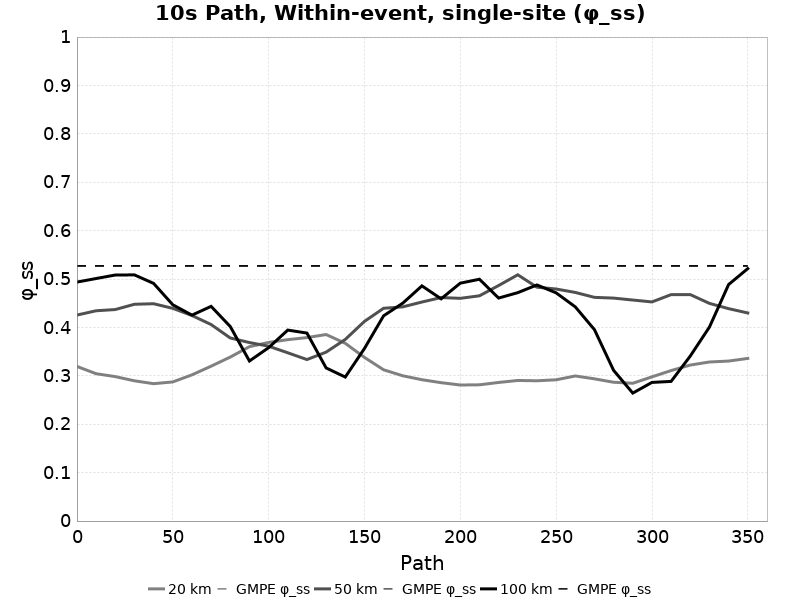 10s Path, Within-event, single-site (φ_ss)
1
0.9
0.8
0.7
0.6
0.5
0.4
0.3
0.2
0.1
0
φ_ss
0 50 100 150 200 250 300 350
Path
20 km GMPE φ_ss 50 km GMPE φ_ss 100 km GMPE φ_ss